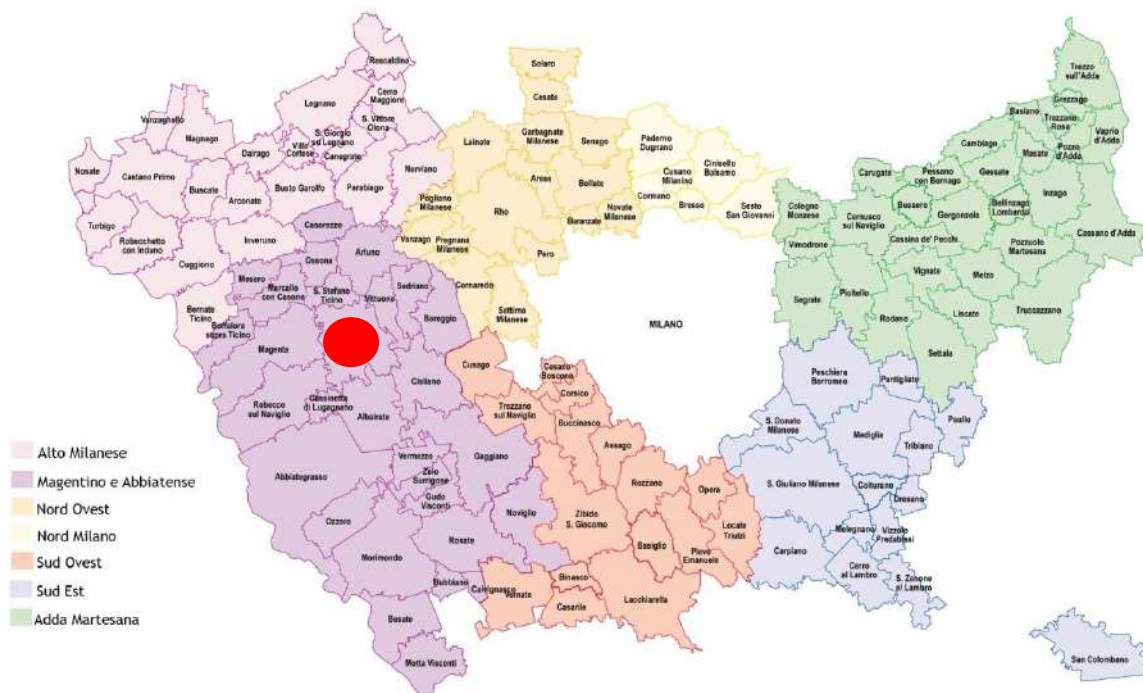 Rescaldina
Legnano
Cerro
Maggiore
S. Vittore
Olona
S. Giorgio
su Legnano
Villa
Cortese
Canegrate
Vanzaghello
Magnago
Dairago
Nosate
Castano Primo
Buscate
Arconate
Busto Garolfo
Parabiago
Nerviano
Turbigo
Robecchetto
con Induno
Inveruno
Cuggiono
Bernate
Ticino
Casorezzo
Ossona
Arluno
Mesero
Marcallo
con Casone
S. Stefano
Ticino
Vittuone
Sedriano
Bareggio
Boffalora
sopra Ticino
Magenta
Robecco
sul Naviglio
Cassinetta
di Lugagnano
Albairate
Cisliano
Abbiategrasso
Vermezzo
Zelo
Surrigone
Gudo
Visconti
Gaggiano
Ozzero
Morimondo
Rosate
Noviglio
Bubbiano
Calvignasco
Besate
Motta Visconti
Solaro
Cesate
Lainate
Garbagnate
Milanese
Senago
Arese
Bollate
Pogliano
Milanese
Rho
Baranzate
Novate
Milanese
Vanzago
Pregnana
Milanese
Pero
Cornaredo
Settimo
Milanese
Paderno
Dugnano
Cinisello
Balsamo
Cusano
Milanino
Cormano
Bresso
Sesto
San Giovanni
MILANO
Cusago
Cesano
Boscone
Corsico
Trezzano
sul Naviglio
Buccinasco
Assago
Rozzano
Opera
Zibido
S. Giacomo
Basiglio
Locate
Triulzi
Pieve
Emanuele
Binasco
Vernate
Casarile
Lacchiarella
Trezzo
sull'Adda
Grezzago
Basiano
Trezzano
Rosa
Vaprio
d'Adda
Pozzo
d'Adda
Masate
Cambiago
Gessate
Pessano
con Bornago
Carugate
Inzago
Bussero
Bellinzago
Lombardo
Gorgonzola
Cologno
Monzese
Cernusco
sul Naviglio
Cassano d'Adda
Cassina de' Pecchi
Pozzuolo
Martesana
Vimodrone
Vignate
Melzo
Segrate
Pioltello
Rodano
Liscate
Truccazzano
Settala
Peschiera
Borromeo
Pantigliate
Paullo
S. Donato
Milanese
Mediglia
Tribiano
S. Giuliano Milanese
Colturano
Dresano
Melegnano
Vizzolo
Predabissi
Carpiano
Cerro
al Lambro
S. Zenone
al Lambro
San Colombano
Alto Milanese
Magentino e Abbiatense
Nord Ovest
Nord Milano
Sud Ovest
Sud Est
Adda Martesana